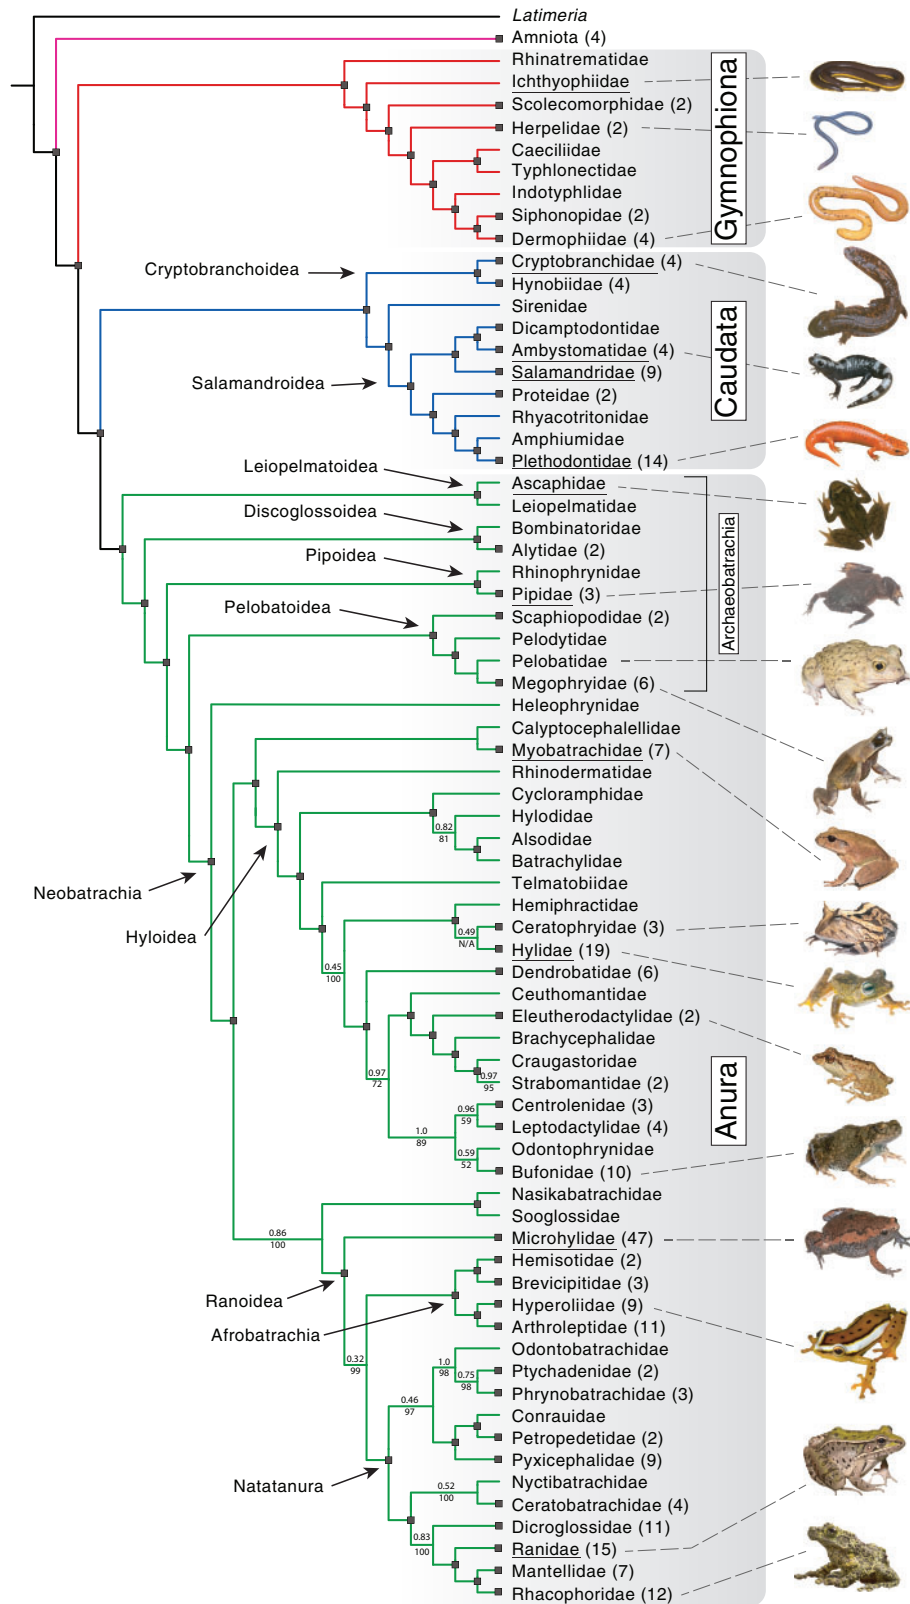 Latimeria
Amniota (4)
Rhinatrematidae
Ichthyophiidae
Scolecomorphidae (2)
Herpelidae (2)
Caeciliidae
Typhlonectidae
Indotyphlidae
Siphonopidae (2)
Dermophiidae (4)
Gymnophiona
Cryptobranchoidea
Cryptobranchidae (4)
Hynobiidae (4)
Sirenidae
Dicamptodontidae
Ambystomatidae (4)
Salamandridae (9)
Salamandroidea
Proteidae (2)
Rhyacotritonidae
Amphiumidae
Plethodontidae (14)
Caudata
Leiopelmatoidea
Ascaphidae
Leiopelmatidae
Discoglossoidea
Bombinatoridae
Alytidae (2)
Pipoidea
Rhinophrynidae
Pipidae (3)
Pelobatoidea
Scaphiopodidae (2)
Pelodytidae
Pelobatidae
Megophryidae (6)
Archaeobatrachia
Heleophrynidae
Calyptocephalellidae
Myobatrachidae (7)
Rhinodermatidae
Cycloramphidae
Hylodidae
0.82
81
Alsodidae
Batrachylidae
Neobatrachia
Telmatobiidae
Hyloidea
Hemiphractidae
Ceratophryidae (3)
0.49
N/A
Hylidae (19)
0.45
100
Dendrobatidae (6)
Ceuthomantidae
Eleutherodactylidae (2)
Brachycephalidae
Craugastoridae
0.97
95
Strabomantidae (2)
0.97
72
Centrolenidae (3)
0.96
59
Leptodactylidae (4)
1.0
89
Odontophrynidae
0.59
52
Bufonidae (10)
Anura
Nasikabatrachidae
Sooglossidae
0.86
100
Microhylidae (47)
Ranoidea
Hemisotidae (2)
Brevicipitidae (3)
Afrobatrachia
Hyperoliidae (9)
Arthroleptidae (11)
0.32
99
Odontobatrachidae
1.0
98
Ptychadenidae (2)
0.75
98
Phrynobatrachidae (3)
0.46
97
Conrauidae
Petropedetidae (2)
Pyxicephalidae (9)
Natatanura
Nyctibatrachidae
0.52
100
Ceratobatrachidae (4)
Dicroglossidae (11)
0.83
100
Ranidae (15)
Mantellidae (7)
Rhacophoridae (12)